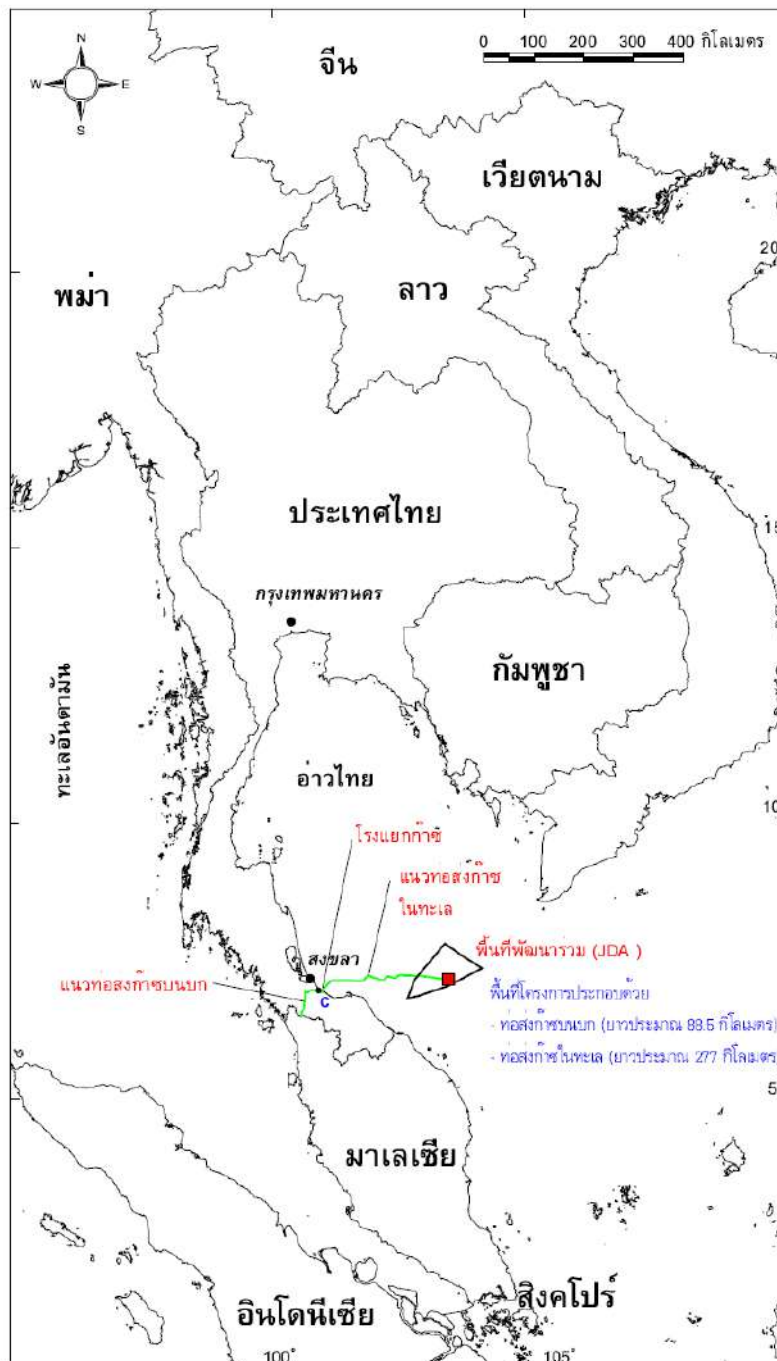 N
W E
S
0 100 200 300 400 กิโลเมตร
จีน
เวียตนาม
20
พม่า
ลาว
ประเทศไทย
15
กรุงเทพมหานคร
กัมพูชา
ทะเลอันดามัน
อ่าวไทย
10
โรงแยกก๊าซ
แนวท่อส่งก๊าซ
ในทะเล
สงขลา
พื้นที่พัฒนาร่วม (JDA )
แนวท่อส่งก๊าซบนบก
C
พื้นที่โครงการประกอบด้วย
- ท่อส่งก๊าซบนบก (ยาวประมาณ 88.5 กิโลเมตร)
- ท่อส่งก๊าซในทะเล (ยาวประมาณ 277 กิโลเมตร)
5
มาเลเซีย
สิงคโปร์
อินโดนีเซีย
100° 105°